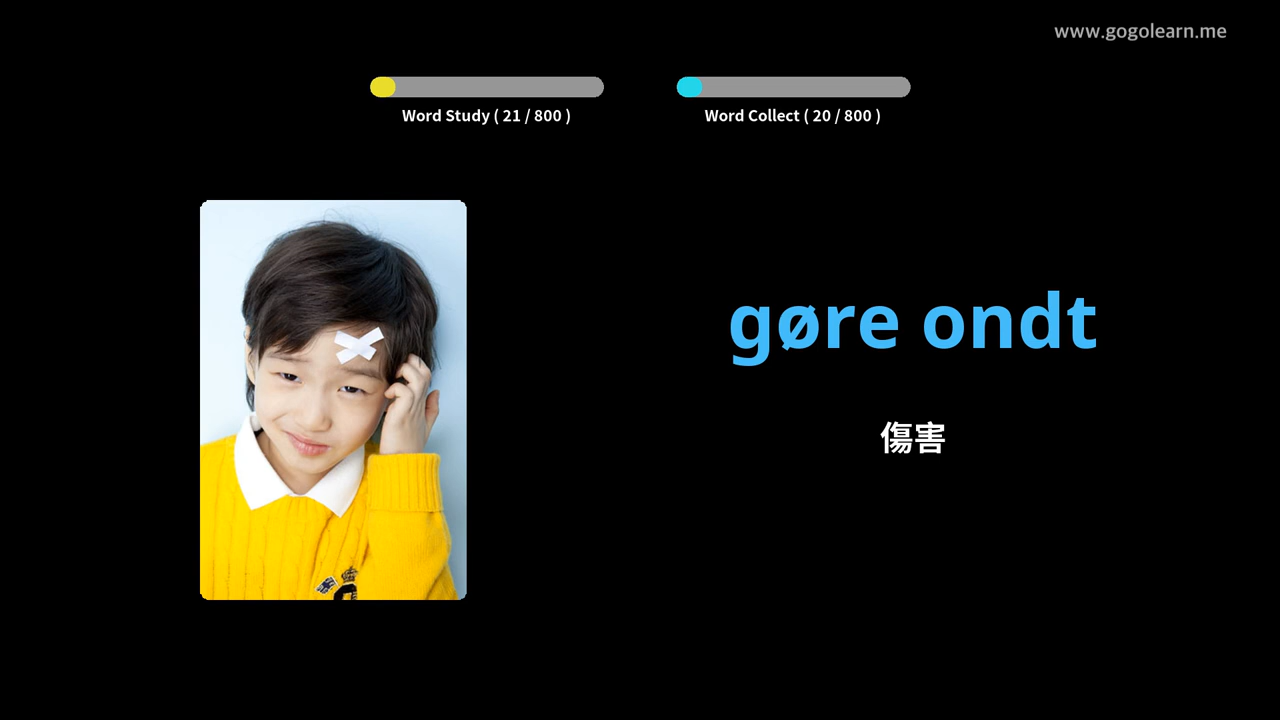 www.gogolearn.me
Word Study ( 21 / 800 )
Word Collect ( 20 / 800 )
gøre ondt
傷害